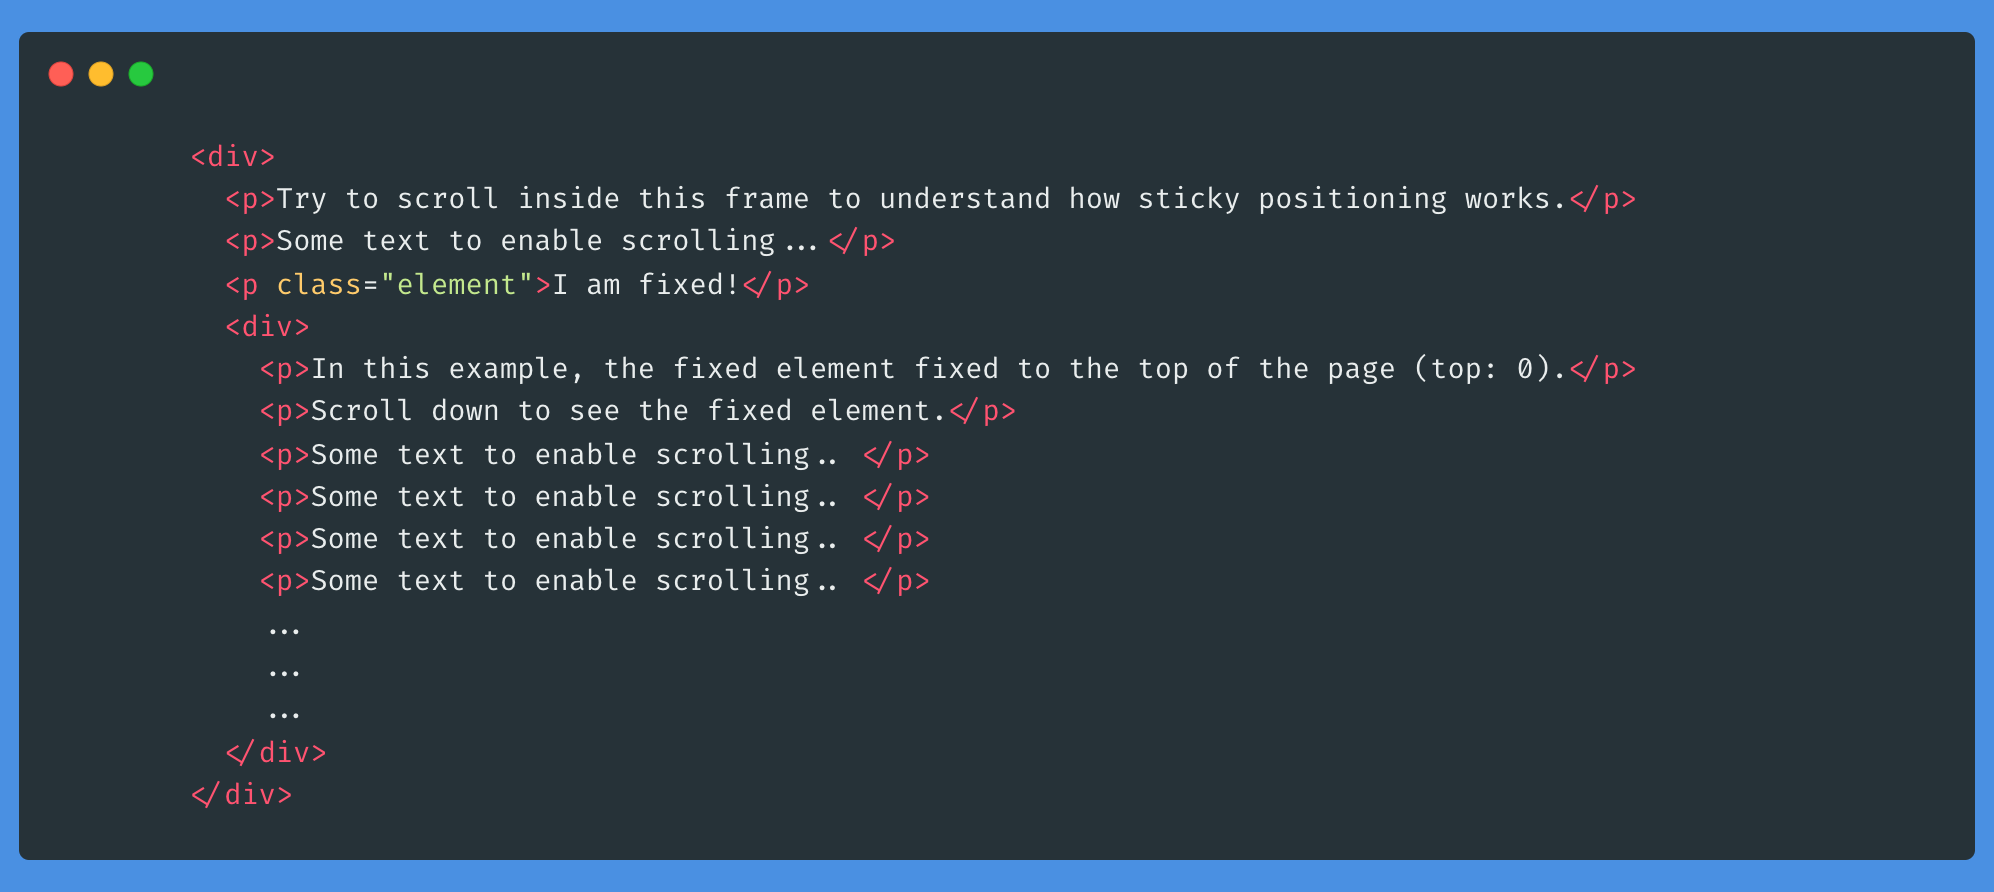 <div>
  <p>Try to scroll inside this frame to understand how sticky positioning works.</p>
  <p>Some text to enable scrolling...</p>
  <p class="element">I am fixed!</p>
  <div>
    <p>In this example, the fixed element fixed to the top of the page (top: 0).</p>
    <p>Scroll down to see the fixed element.</p>
    <p>Some text to enable scrolling.. </p>
    <p>Some text to enable scrolling.. </p>
    <p>Some text to enable scrolling.. </p>
    <p>Some text to enable scrolling.. </p>
    ...
    ...
    ...
  </div>
</div>